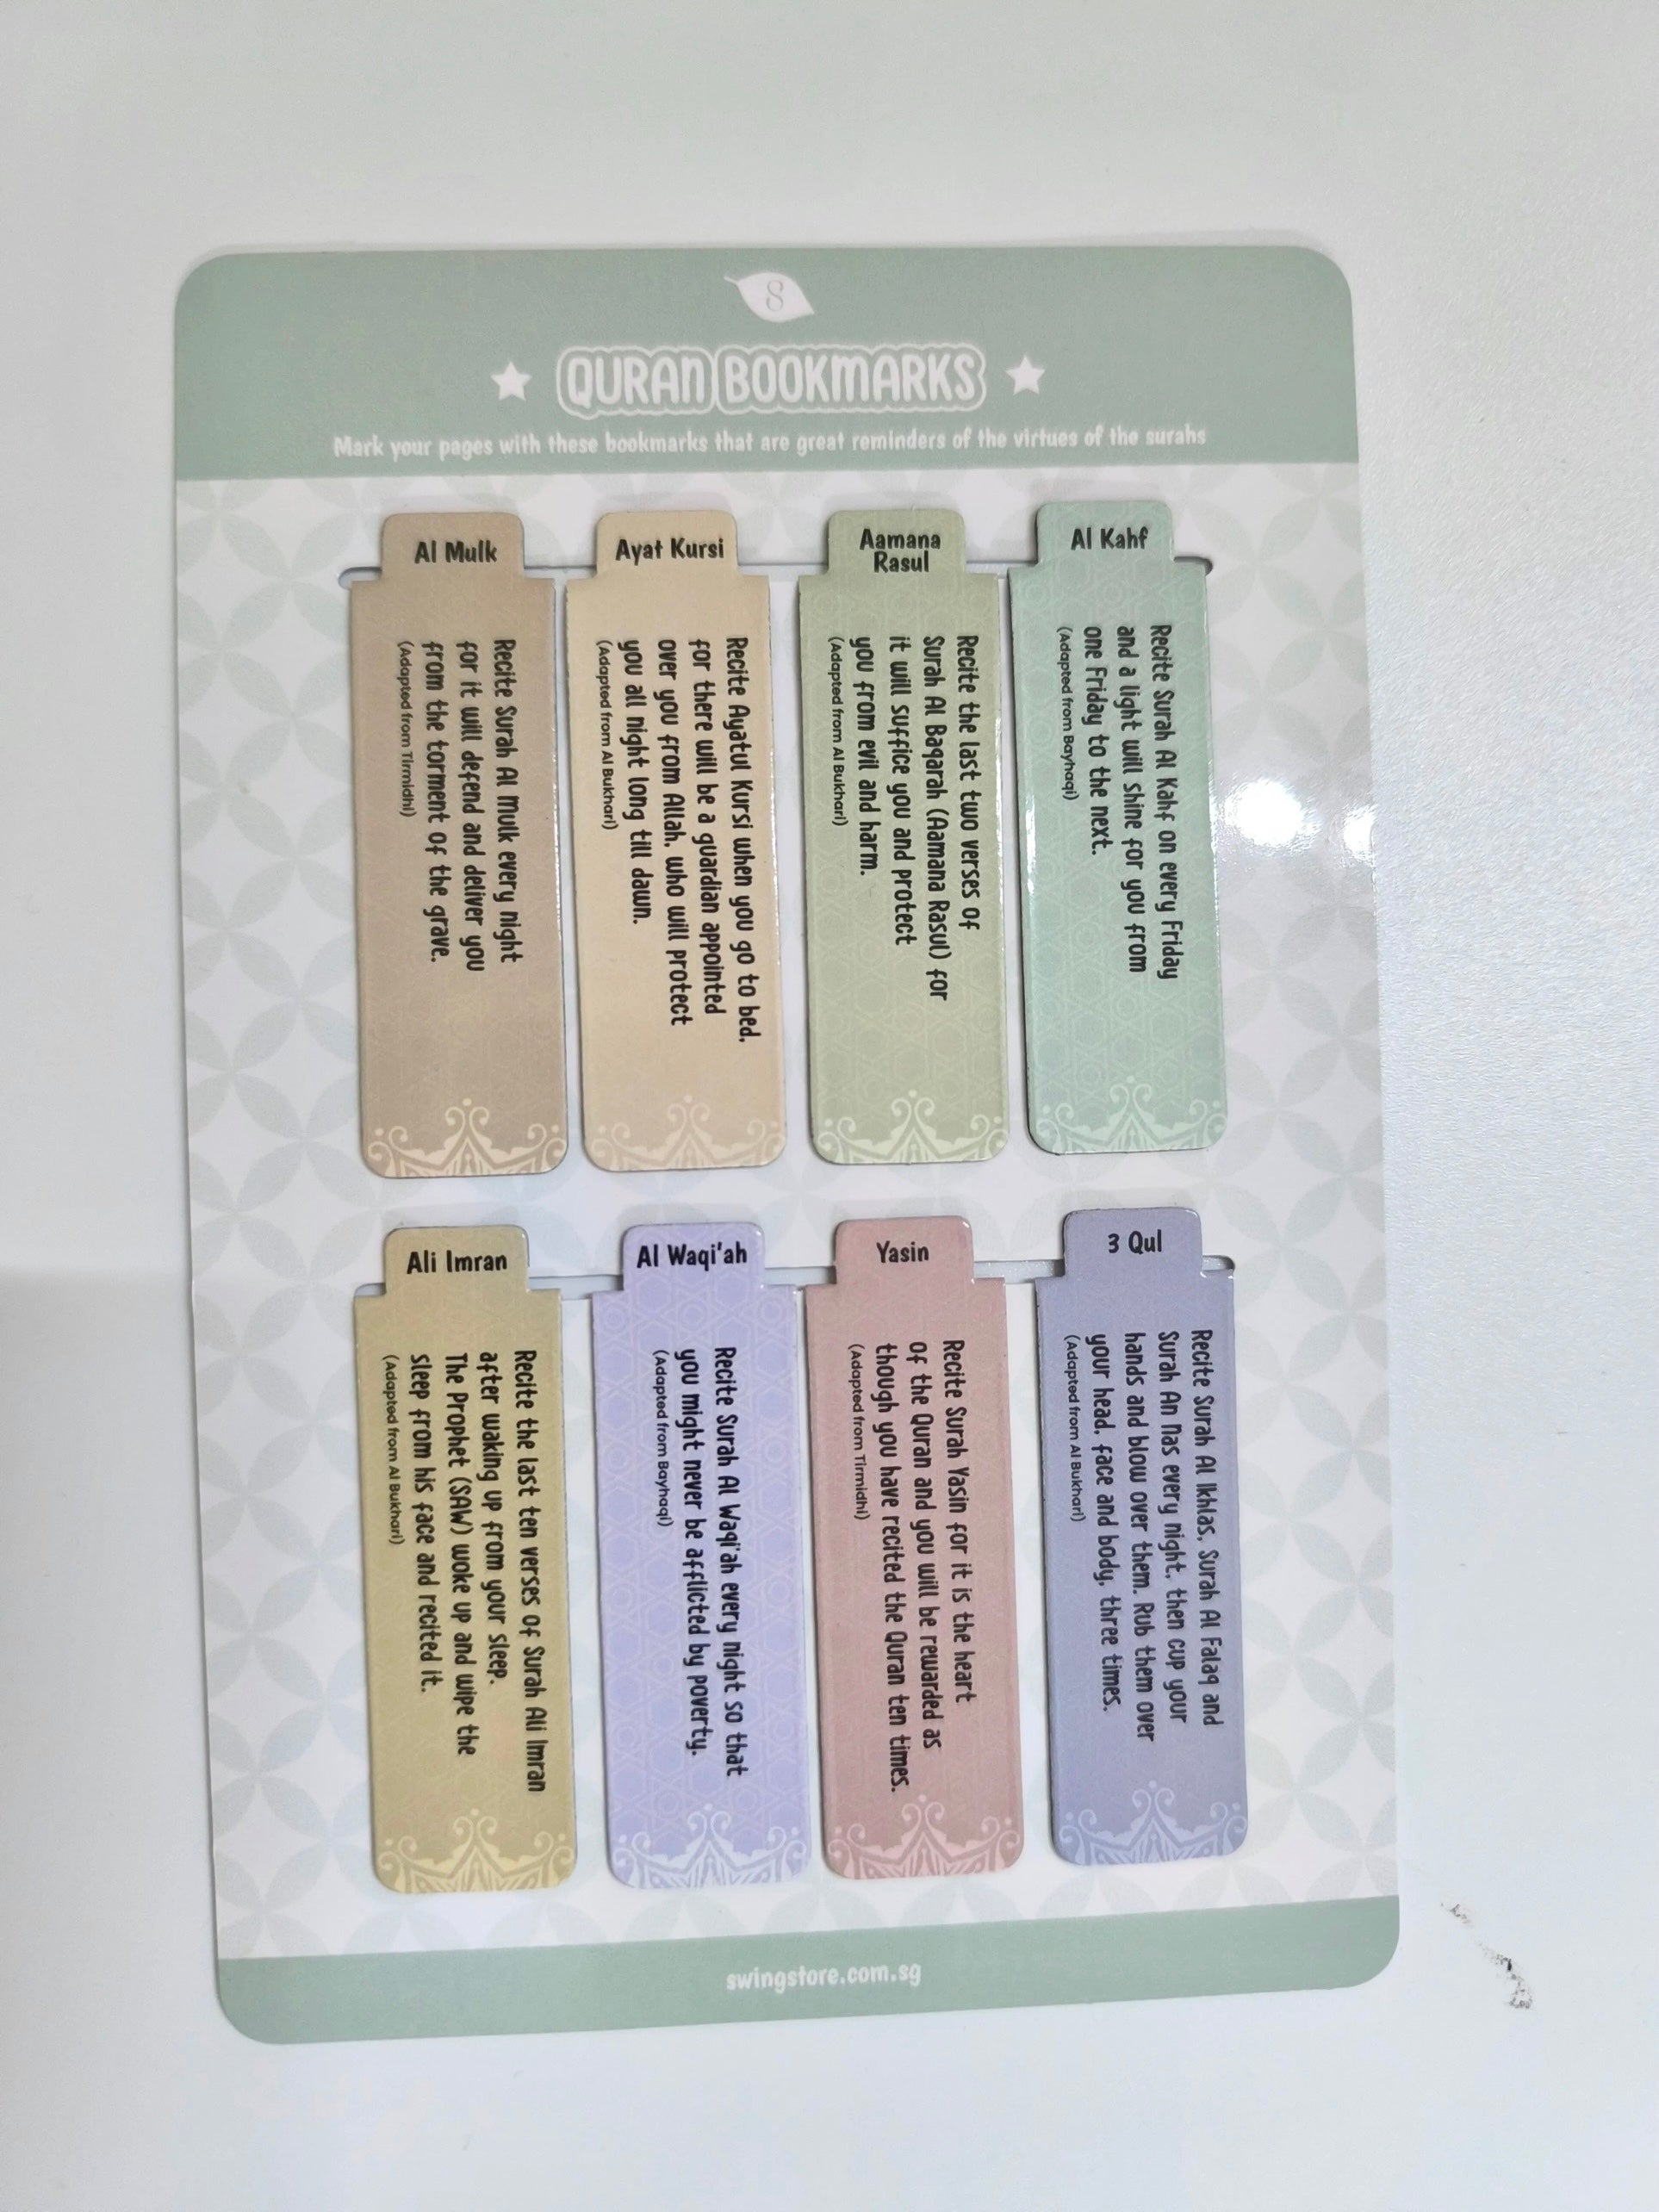 S
QURAN BOOKMARKS
Mark your pages with these bookmarks that are great reminders of the virtues of the surahs
Al Mulk
Recite Surah Al Mulk every night
for it will defend and deliver you
from the torment of the grave.
(Adapted from Tirmidhi)
Ayat Kursi
Recite Ayatul Kursi when you go to bed,
for there will be a guardian appointed
over you from Allah, who will protect
you all night long till dawn.
(Adapted from Al Bukhari)
Aamana
Rasul
Recite the last two verses of
Surah Al Baqarah (Aamana Rasul) for
it will suffice you and protect
you from evil and harm.
(Adapted from Al Bukhari)
Al Kahf
Recite Surah Al Kahf on every Friday
and a light will shine for you from
one Friday to the next.
(Adapted from Bayhaqi)
Ali Imran
Recite the last ten verses of Surah Ali Imran
after waking up from your sleep.
The Prophet (SAW) woke up and wipe the
sleep from his face and recited it.
(Adapted from Al Bukhari)
Al Waqi'ah
Recite Surah Al Waqi'ah every night so that
you might never be afflicted by poverty.
(Adapted from Bayhaqi)
Yasin
Recite Surah Yasin for it is the heart
of the Quran and you will be rewarded as
though you have recited the Quran ten times.
(Adapted from Tirmidhi)
3 Qul
Recite Surah Al Ikhlas, Surah Al Falaq and
Surah An Nas every night, then cup your
hands and blow over them. Rub them over
your head, face and body, three times.
(Adapted from Al Bukhari)
swingstore.com.sg